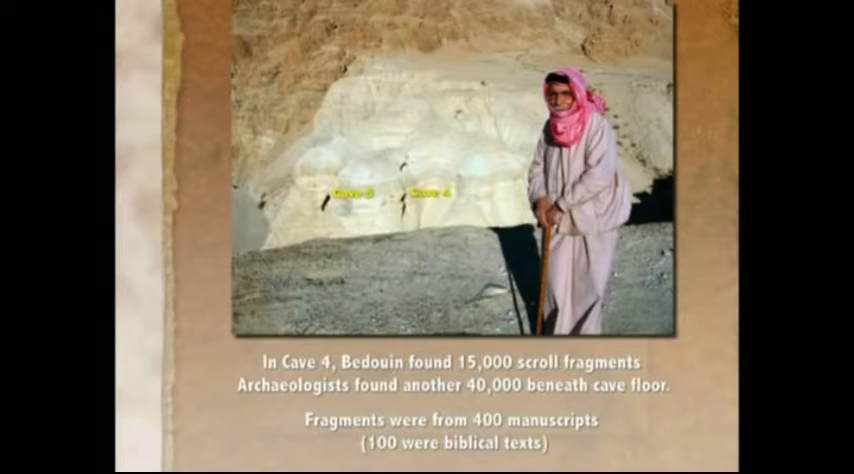 Cave 5 Cave 4
In Cave 4, Bedouin found 15,000 scroll fragments
Archaeologists found another 40,000 beneath cave floor.
Fragments were from 400 manuscripts
(100 were biblical texts)